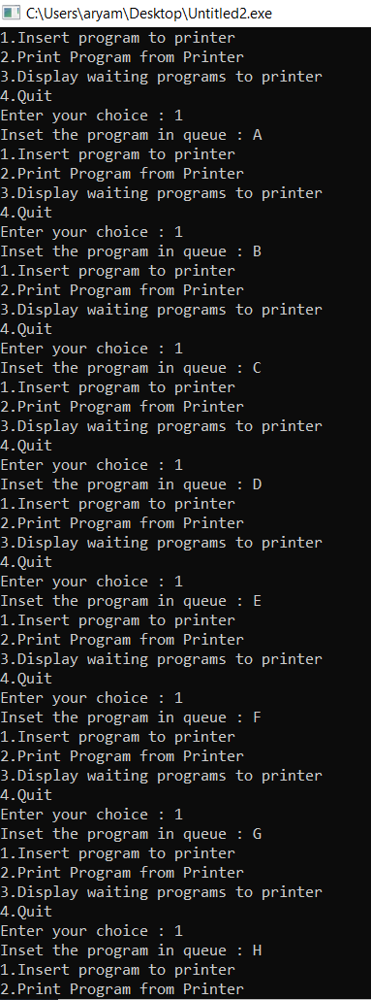 C:\Users\aryam\Desktop\Untitled2.exe
1.Insert program to printer
2.Print Program from Printer
3.Display waiting programs to printer
4.Quit
Enter your choice : 1
Inset the program in queue : A
1.Insert program to printer
2.Print Program from Printer
3.Display waiting programs to printer
4.Quit
Enter your choice : 1
Inset the program in queue : B
1.Insert program to printer
2.Print Program from Printer
3.Display waiting programs to printer
4.Quit
Enter your choice : 1
Inset the program in queue : C
1.Insert program to printer
2.Print Program from Printer
3.Display waiting programs to printer
4.Quit
Enter your choice : 1
Inset the program in queue : D
1.Insert program to printer
2.Print Program from Printer
3.Display waiting programs to printer
4.Quit
Enter your choice : 1
Inset the program in queue : E
1.Insert program to printer
2.Print Program from Printer
3.Display waiting programs to printer
4.Quit
Enter your choice : 1
Inset the program in queue : F
1.Insert program to printer
2.Print Program from Printer
3.Display waiting programs to printer
4.Quit
Enter your choice : 1
Inset the program in queue : G
1.Insert program to printer
2.Print Program from Printer
3.Display waiting programs to printer
4.Quit
Enter your choice : 1
Inset the program in queue : H
1.Insert program to printer
2.Print Program from Printer